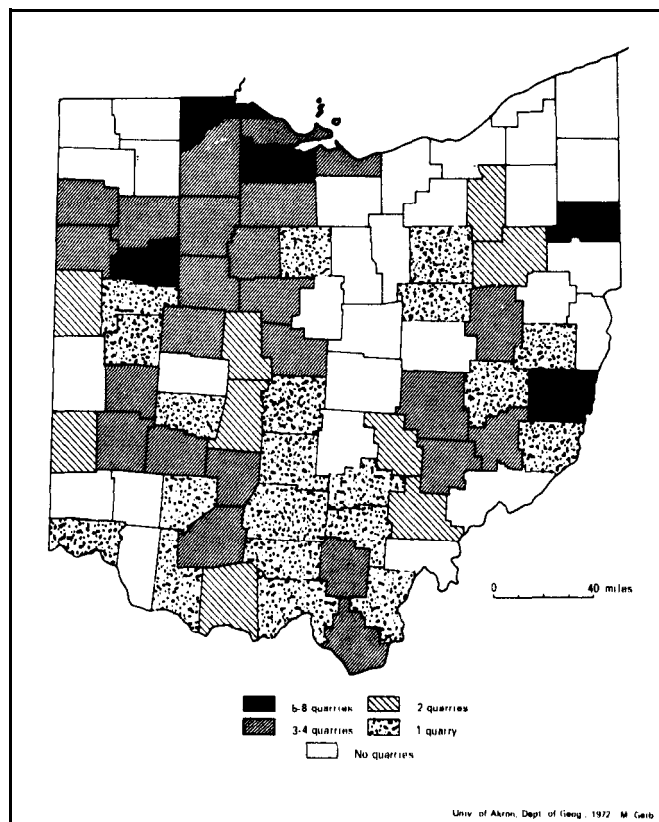 0 40 miles
6-8 quarries 2 quarries
3-4 quarries 1 quarry
No quarries
Univ of Akron, Dept of Geog, 1972 M Geib